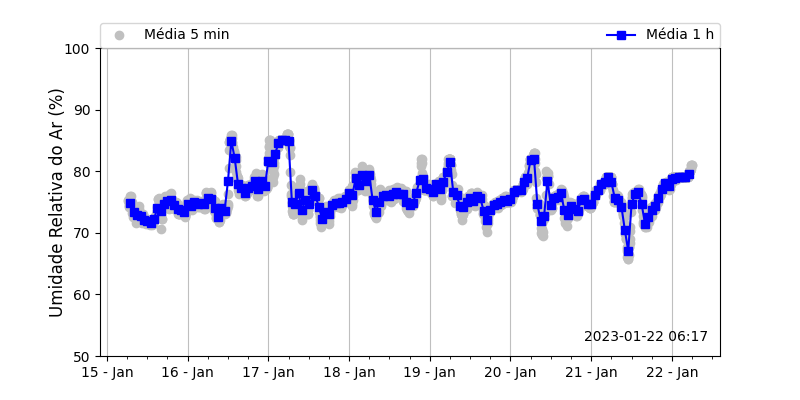 Média 5 min
Média 1 h
Umidade Relativa do Ar (%)
100
90
80
70
60
50
2023-01-22 06:17
15 - Jan
16 - Jan
17 - Jan
18 - Jan
19 - Jan
20 - Jan
21 - Jan
22 - Jan